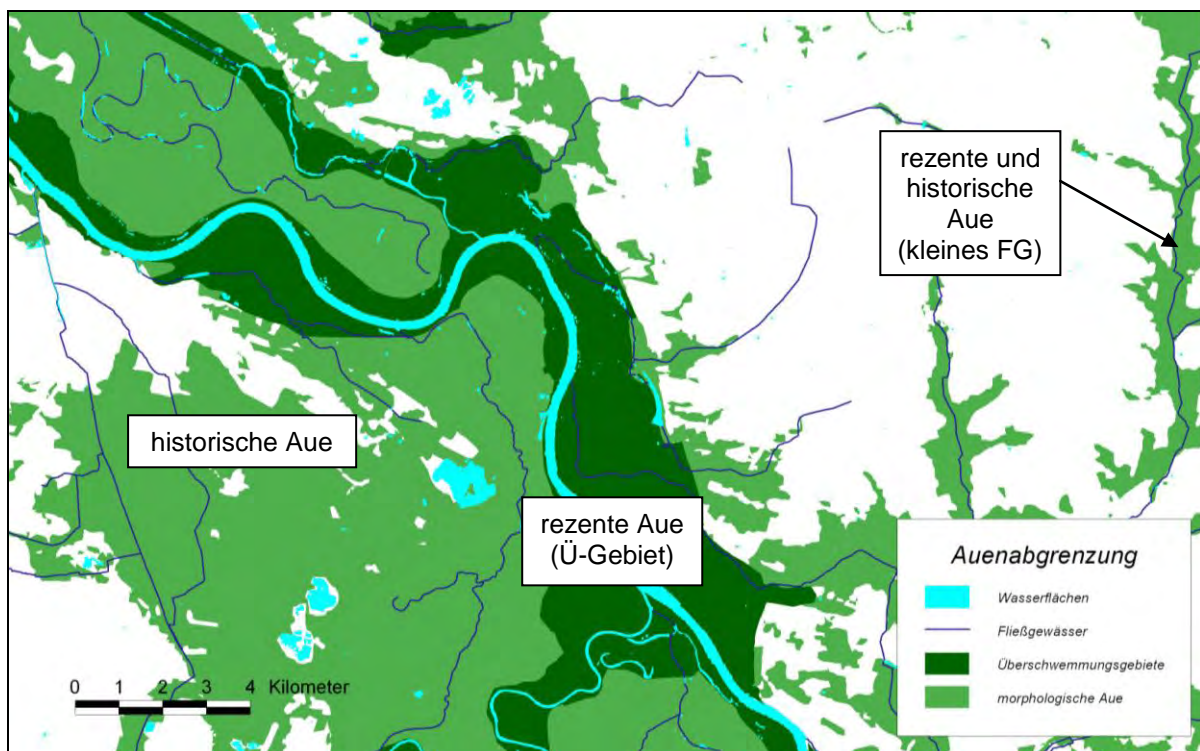 rezente und
historische
Aue
(kleines FG)
historische Aue
rezente Aue
(Ü-Gebiet)
Auenabgrenzung
Wasserflächen
Fließgewässer
Überschwemmungsgebiete
morphologische Aue
0 1 2 3 4 Kilometer